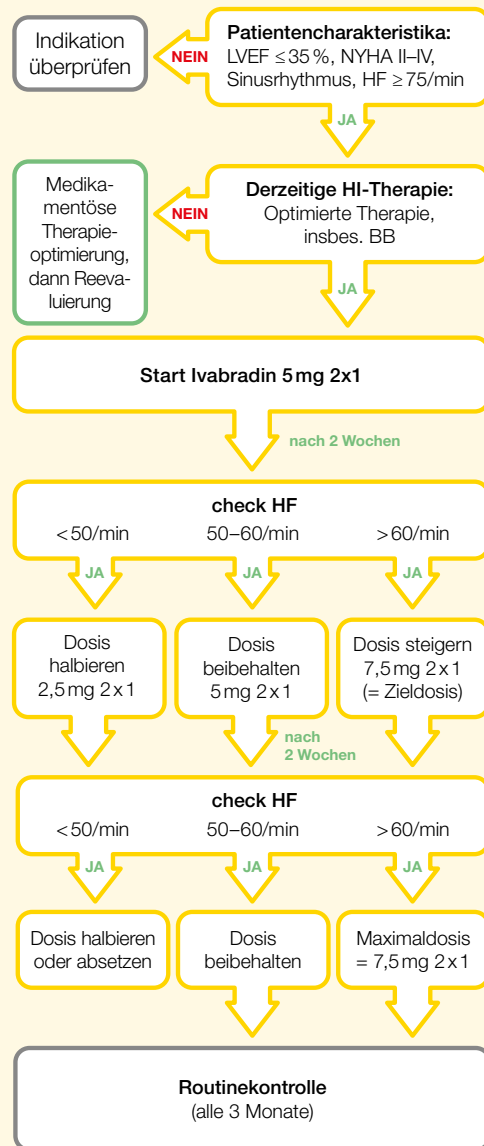 Indikation
überprüfen
NEIN
Patientencharakteristika:
LVEF ≤ 35 %, NYHA II–IV,
Sinusrhythmus, HF ≥ 75/min
JA
Medika-
mentöse
Therapie-
optimierung,
dann Reeva-
luierung
NEIN
Derzeitige HI-Therapie:
Optimierte Therapie,
insbes. BB
JA
Start Ivabradin 5 mg 2x1
nach 2 Wochen
check HF
< 50/min 50–60/min > 60/min
JA JA JA
Dosis
halbieren
2,5 mg 2 x 1
Dosis
beibehalten
5 mg 2 x 1
Dosis steigern
7,5 mg 2 x 1
(= Zieldosis)
nach
2 Wochen
check HF
< 50/min 50–60/min > 60/min
JA JA JA
Dosis halbieren
oder absetzen
Dosis
beibehalten
Maximaldosis
= 7,5 mg 2 x 1
Routinekontrolle
(alle 3 Monate)